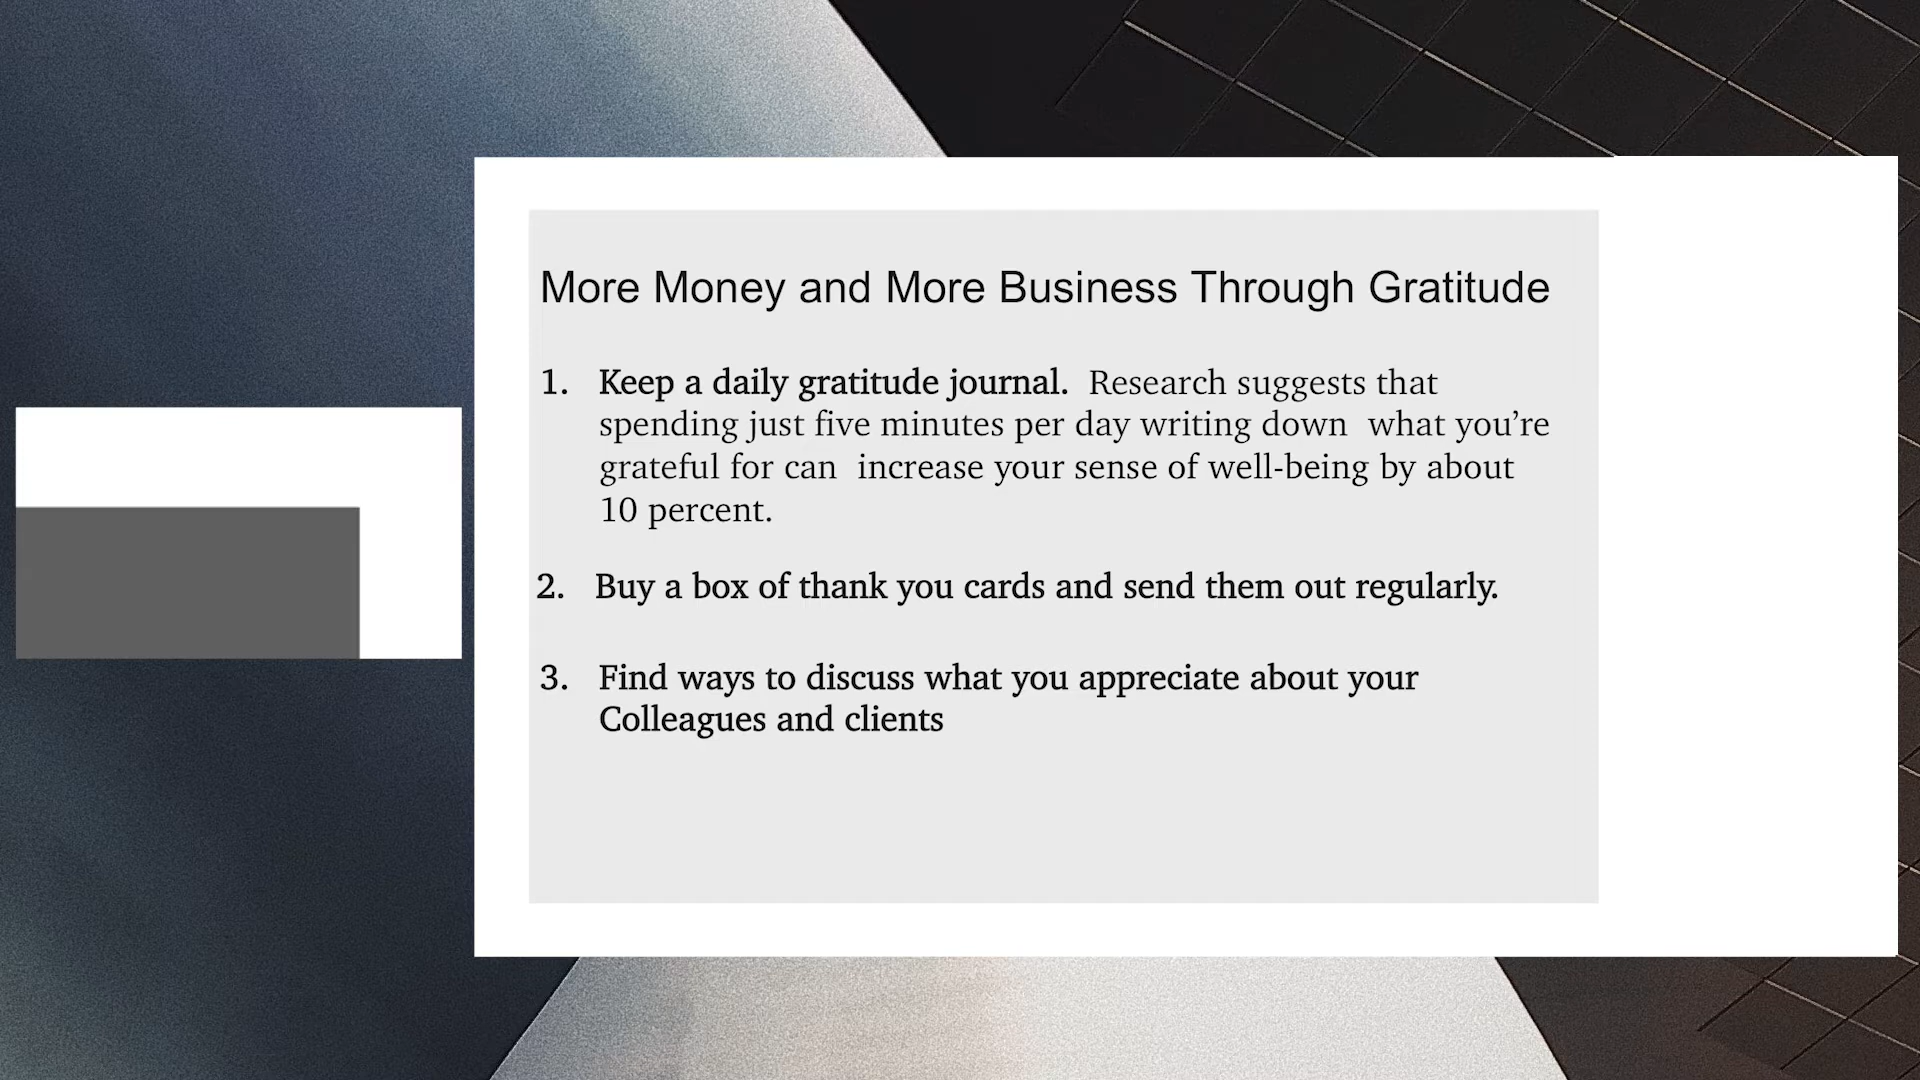 More Money and More Business Through Gratitude
1. Keep a daily gratitude journal. Research suggests that
spending just five minutes per day writing down what you’re
grateful for can increase your sense of well-being by about
10 percent.
2. Buy a box of thank you cards and send them out regularly.
3. Find ways to discuss what you appreciate about your
Colleagues and clients